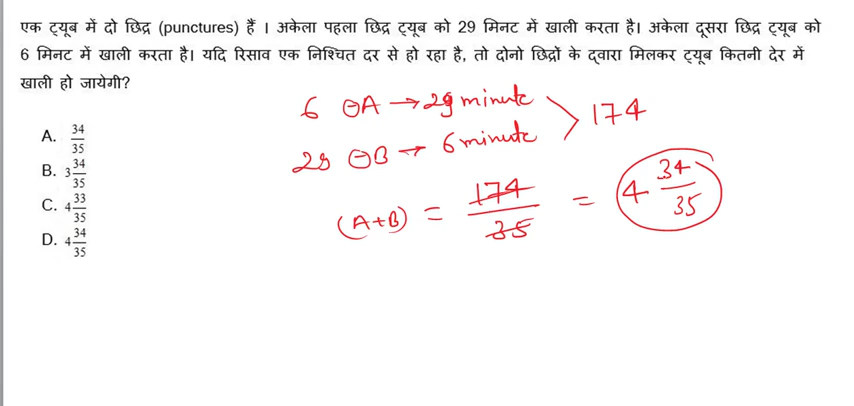 एक ट्यूब में दो छिद्र (punctures) हैं । अकेला पहला छिद्र ट्यूब को 29 मिनट में खाली करता है। अकेला दूसरा छिद्र ट्यूब को
6 मिनट में खाली करता है। यदि रिसाव एक निश्चित दर से हो रहा है, तो दोनो छिद्रों के द्वारा मिलकर ट्यूब कितनी देर में
खाली हो जायेगी?
6 ⊖A → 29 minute
29 ⊖B → 6 minute
> 174
(A+B) = 174/35 = 4 34/35
A. 34/35
B. 3 34/35
C. 4 33/35
D. 4 34/35